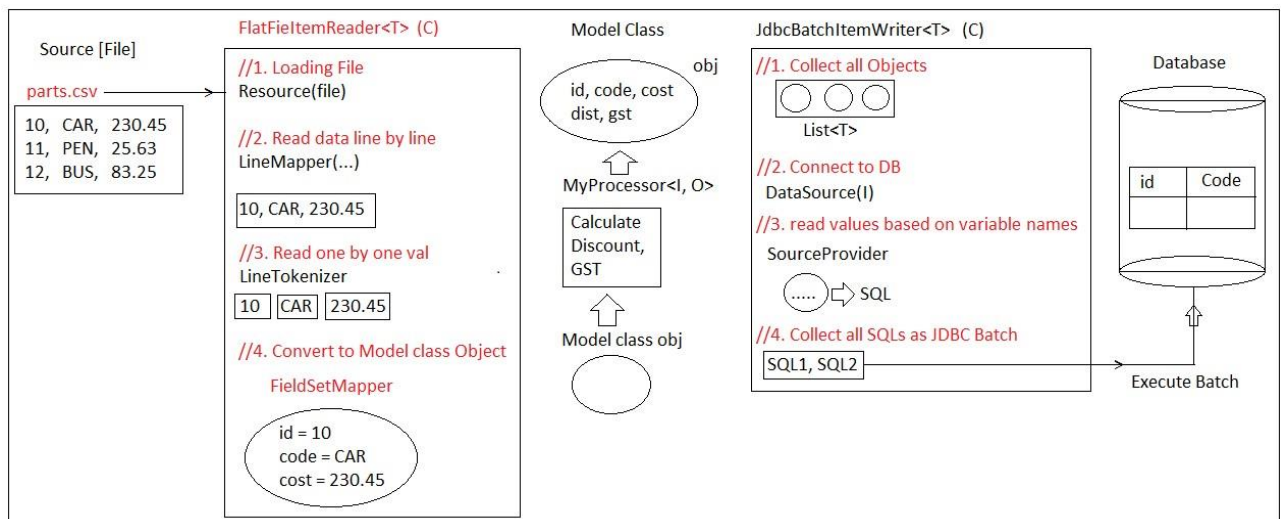 Source [File]
parts.csv
10, CAR, 230.45
11, PEN, 25.63
12, BUS, 83.25
FlatFieItemReader<T> (C)
//1. Loading File
Resource(file)
//2. Read data line by line
LineMapper(...)
10, CAR, 230.45
//3. Read one by one val
LineTokenizer
10 CAR 230.45
//4. Convert to Model class Object
FieldSetMapper
id = 10
code = CAR
cost = 230.45
Model Class
obj
id, code, cost
dist, gst
MyProcessor<I, O>
Calculate
Discount,
GST
Model class obj
JdbcBatchItemWriter<T> (C)
//1. Collect all Objects
List<T>
//2. Connect to DB
DataSource(I)
//3. read values based on variable names
SourceProvider
..... SQL
//4. Collect all SQLs as JDBC Batch
SQL1, SQL2
Database
id Code
Execute Batch